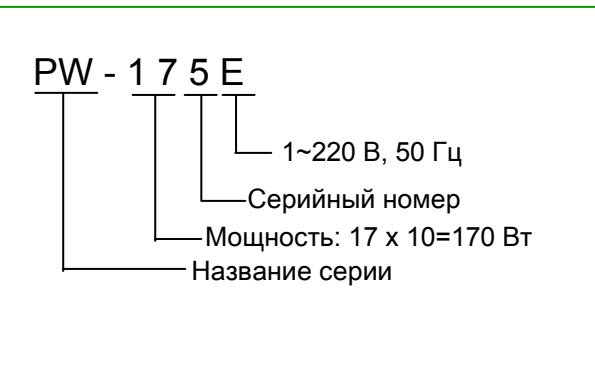 PW - 1 7 5 E
1~220 В, 50 Гц
Серийный номер
Мощность: 17 x 10=170 Вт
Название серии